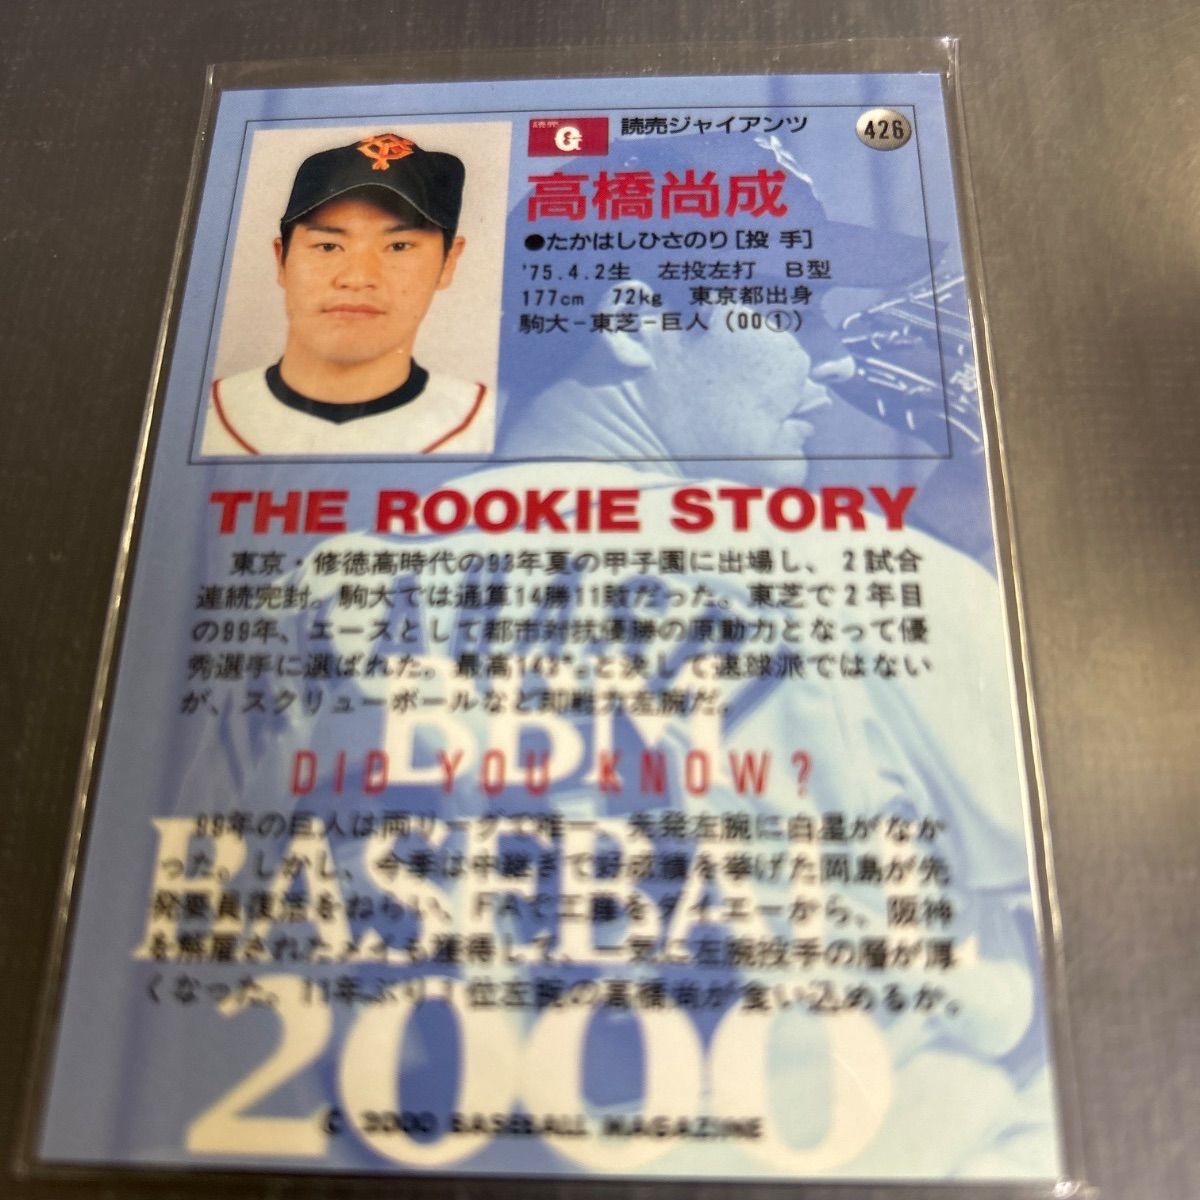 読売
G
読売ジャイアンツ
426
高橋尚成
●たかはしひさのり[投 手]
'75.4.2生 左投左打 B型
177cm 72kg 東京都出身
駒大－東芝－巨人（00①）
THE ROOKIE STORY
東京・修徳高時代の93年夏の甲子園に出場し、2試合
連続完封。駒大では通算14勝11敗だった。東芝で2年目
の99年、エースとして都市対抗優勝の原動力となって優
秀選手に選ばれた。最高143㌔と決して速球派ではない
が、スクリューボールなど即戦力左腕だ。
DID YOU KNOW?
99年の巨人は両リーグで唯一、先発左腕に白星がなか
った。しかし、今季は中継ぎで好成績を挙げた岡島が先
発要員復活をねらい、FAで工藤をダイエーから、阪神
を解雇されたメイも獲得して、一気に左腕投手の層が厚
くなった。11年ぶり1位左腕の高橋尚が食い込めるか。
BBM
BASEBALL
2000
© 2000 BASEBALL MAGAZINE